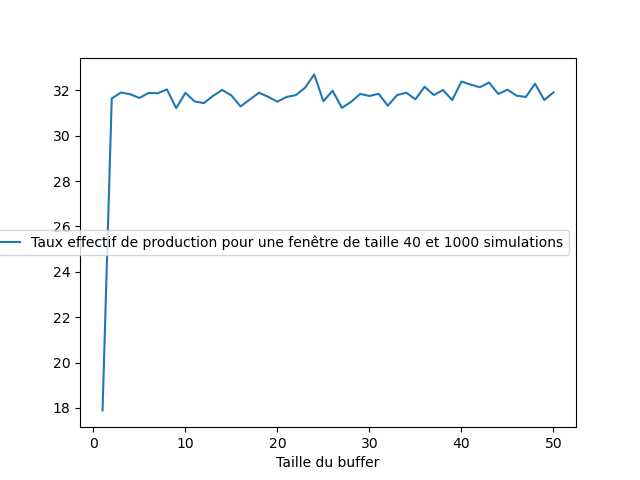 32
30
28
26
Taux effectif de production pour une fenêtre de taille 40 et 1000 simulations
24
22
20
18
0 10 20 30 40 50
Taille du buffer